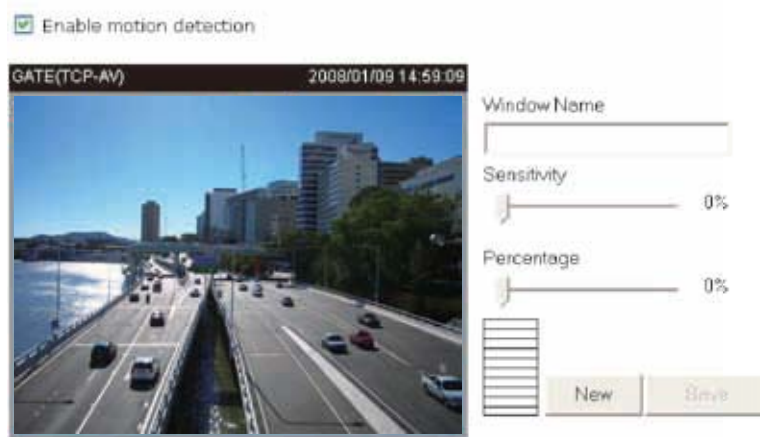 Enable motion detection
GATE(TCP-AV) 2008/01/09 14:59:09
Window Name
Sensitivity
0%
Percentage
0%
New Save